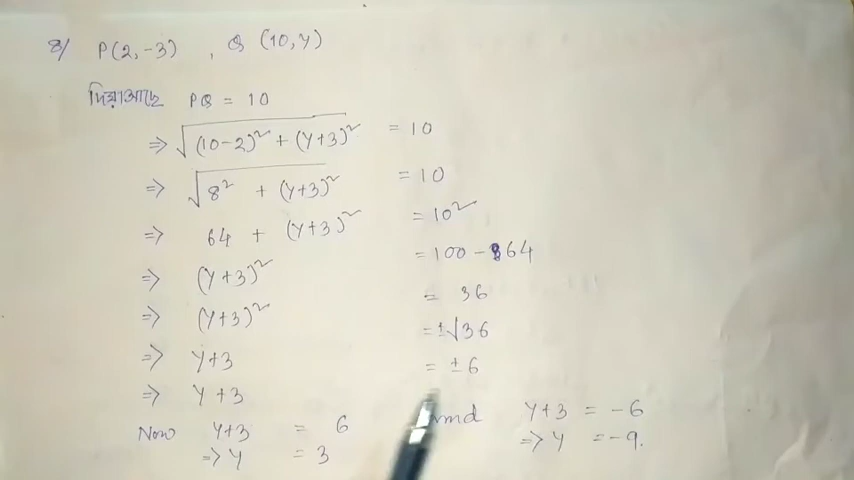 8/ P(2, -3) , Q (10, y)
দিয়াআছে PQ = 10
⇒ √((10-2)² + (y+3)²) = 10
⇒ √(8² + (y+3)²) = 10
⇒ 64 + (y+3)² = 10²
⇒ (y+3)² = 100 - 64
⇒ (y+3)² = 36
⇒ y+3 = ±√36
⇒ y+3 = ±6
Now y+3 = 6 and y+3 = -6
⇒ y = 3 ⇒ y = -9.